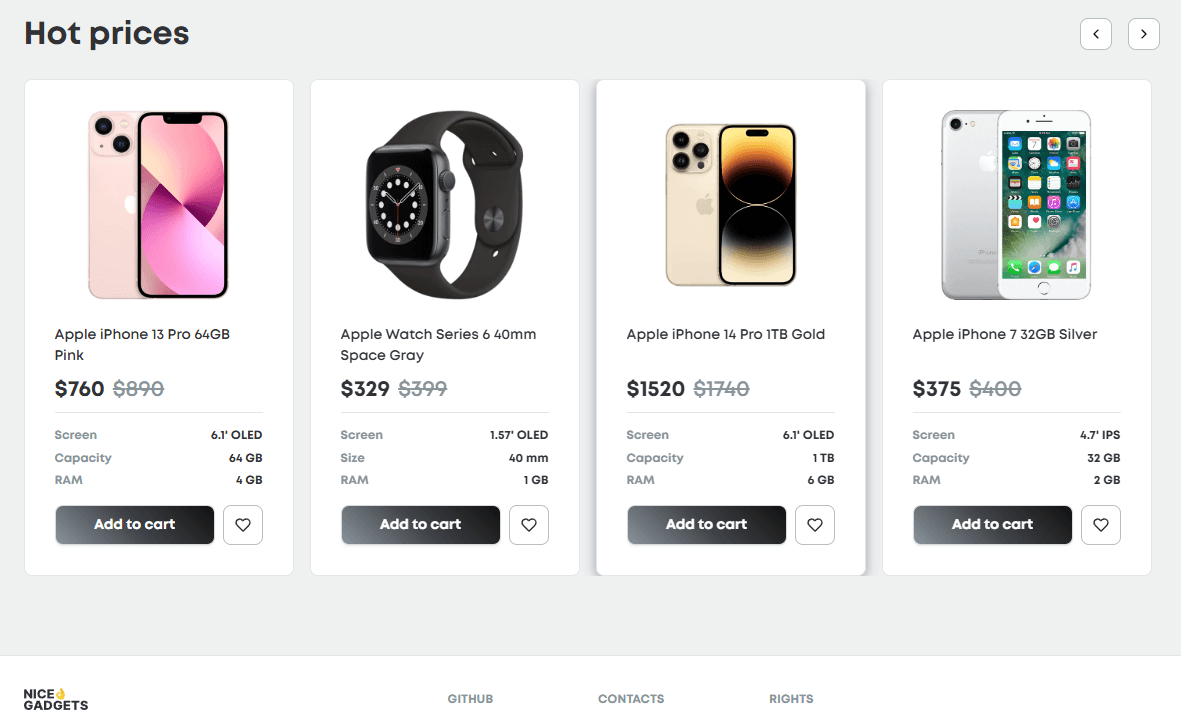 Hot prices
Apple iPhone 13 Pro 64GB
Pink
$760 $890
Screen 6.1' OLED
Capacity 64 GB
RAM 4 GB
Add to cart
Apple Watch Series 6 40mm
Space Gray
$329 $399
Screen 1.57' OLED
Size 40 mm
RAM 1 GB
Add to cart
Apple iPhone 14 Pro 1TB Gold
$1520 $1740
Screen 6.1' OLED
Capacity 1 TB
RAM 6 GB
Add to cart
Apple iPhone 7 32GB Silver
$375 $400
Screen 4.7' IPS
Capacity 32 GB
RAM 2 GB
Add to cart
NICE👌
GADGETS
GITHUB
CONTACTS
RIGHTS